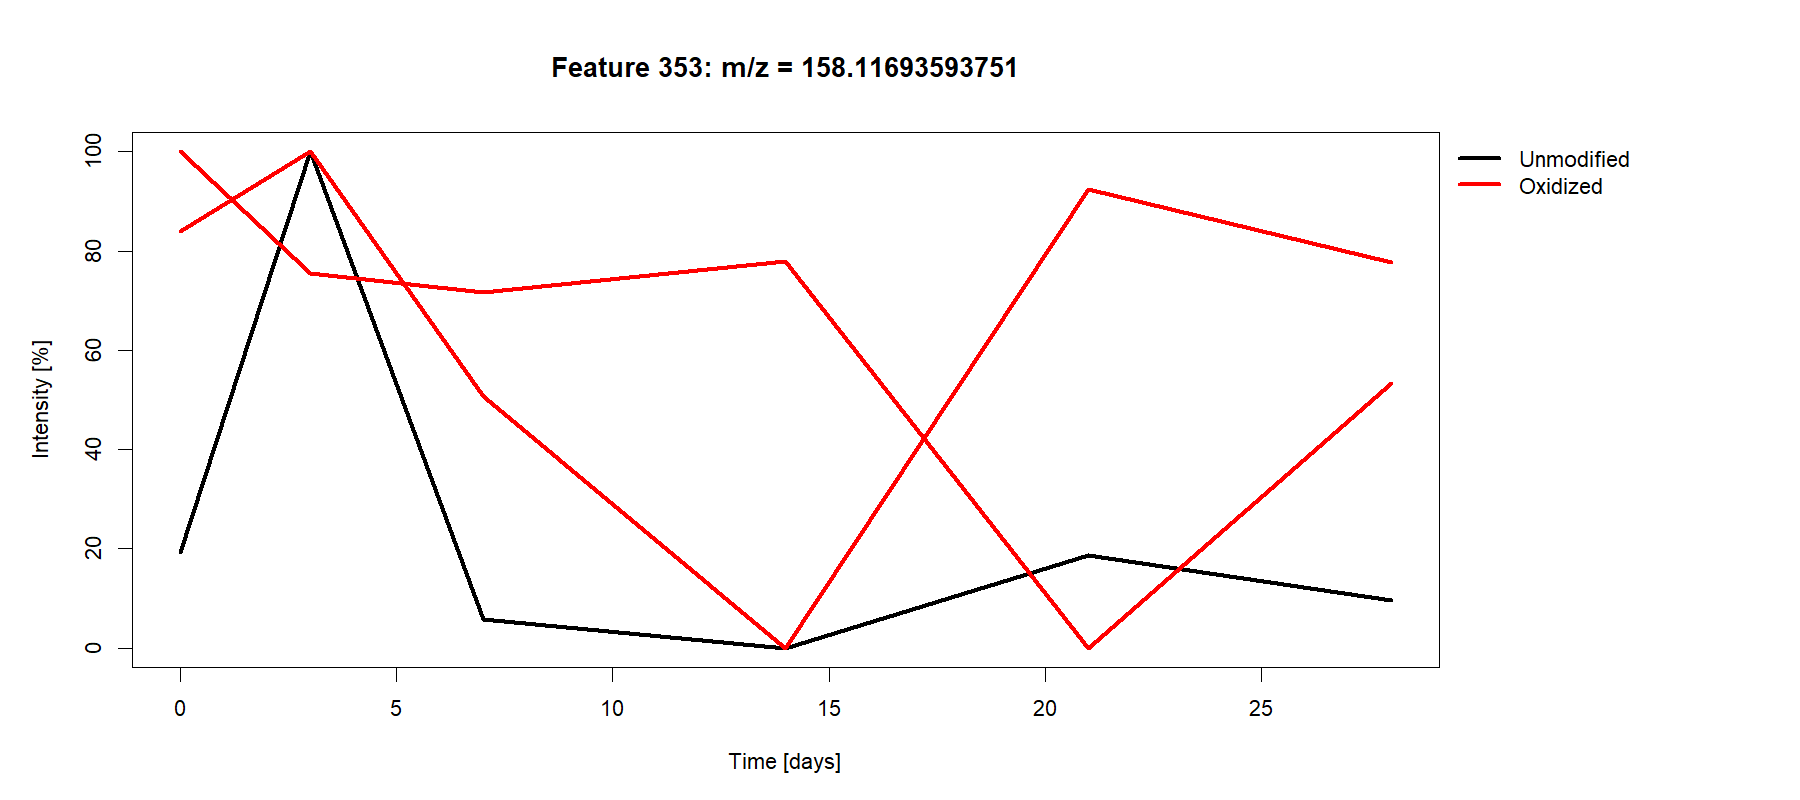 Feature 353: m/z = 158.11693593751
Unmodified
Oxidized
Intensity [%]
100
80
60
40
20
0
0 5 10 15 20 25
Time [days]